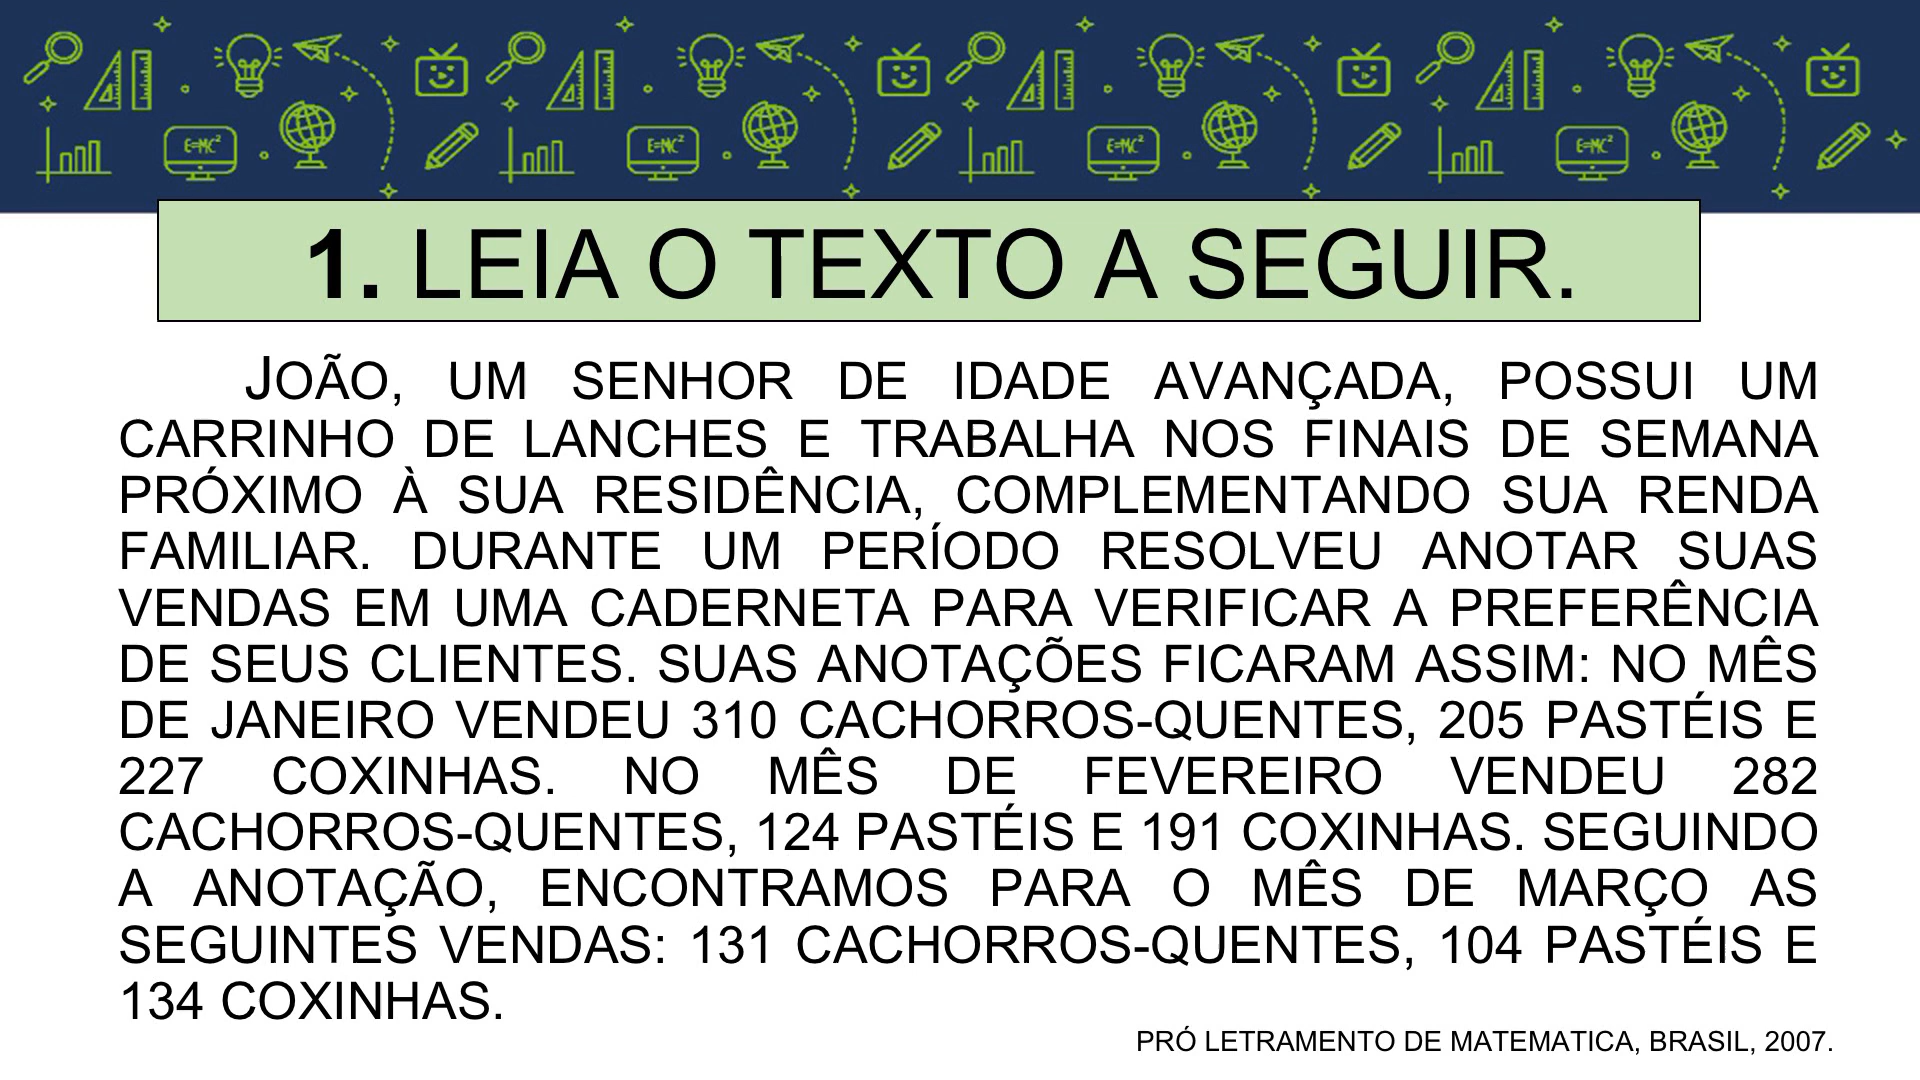 E=MC² E=MC² E=MC² E=MC²
1. LEIA O TEXTO A SEGUIR.
JOÃO, UM SENHOR DE IDADE AVANÇADA, POSSUI UM
CARRINHO DE LANCHES E TRABALHA NOS FINAIS DE SEMANA
PRÓXIMO À SUA RESIDÊNCIA, COMPLEMENTANDO SUA RENDA
FAMILIAR. DURANTE UM PERÍODO RESOLVEU ANOTAR SUAS
VENDAS EM UMA CADERNETA PARA VERIFICAR A PREFERÊNCIA
DE SEUS CLIENTES. SUAS ANOTAÇÕES FICARAM ASSIM: NO MÊS
DE JANEIRO VENDEU 310 CACHORROS-QUENTES, 205 PASTÉIS E
227 COXINHAS. NO MÊS DE FEVEREIRO VENDEU 282
CACHORROS-QUENTES, 124 PASTÉIS E 191 COXINHAS. SEGUINDO
A ANOTAÇÃO, ENCONTRAMOS PARA O MÊS DE MARÇO AS
SEGUINTES VENDAS: 131 CACHORROS-QUENTES, 104 PASTÉIS E
134 COXINHAS.
PRÓ LETRAMENTO DE MATEMATICA, BRASIL, 2007.